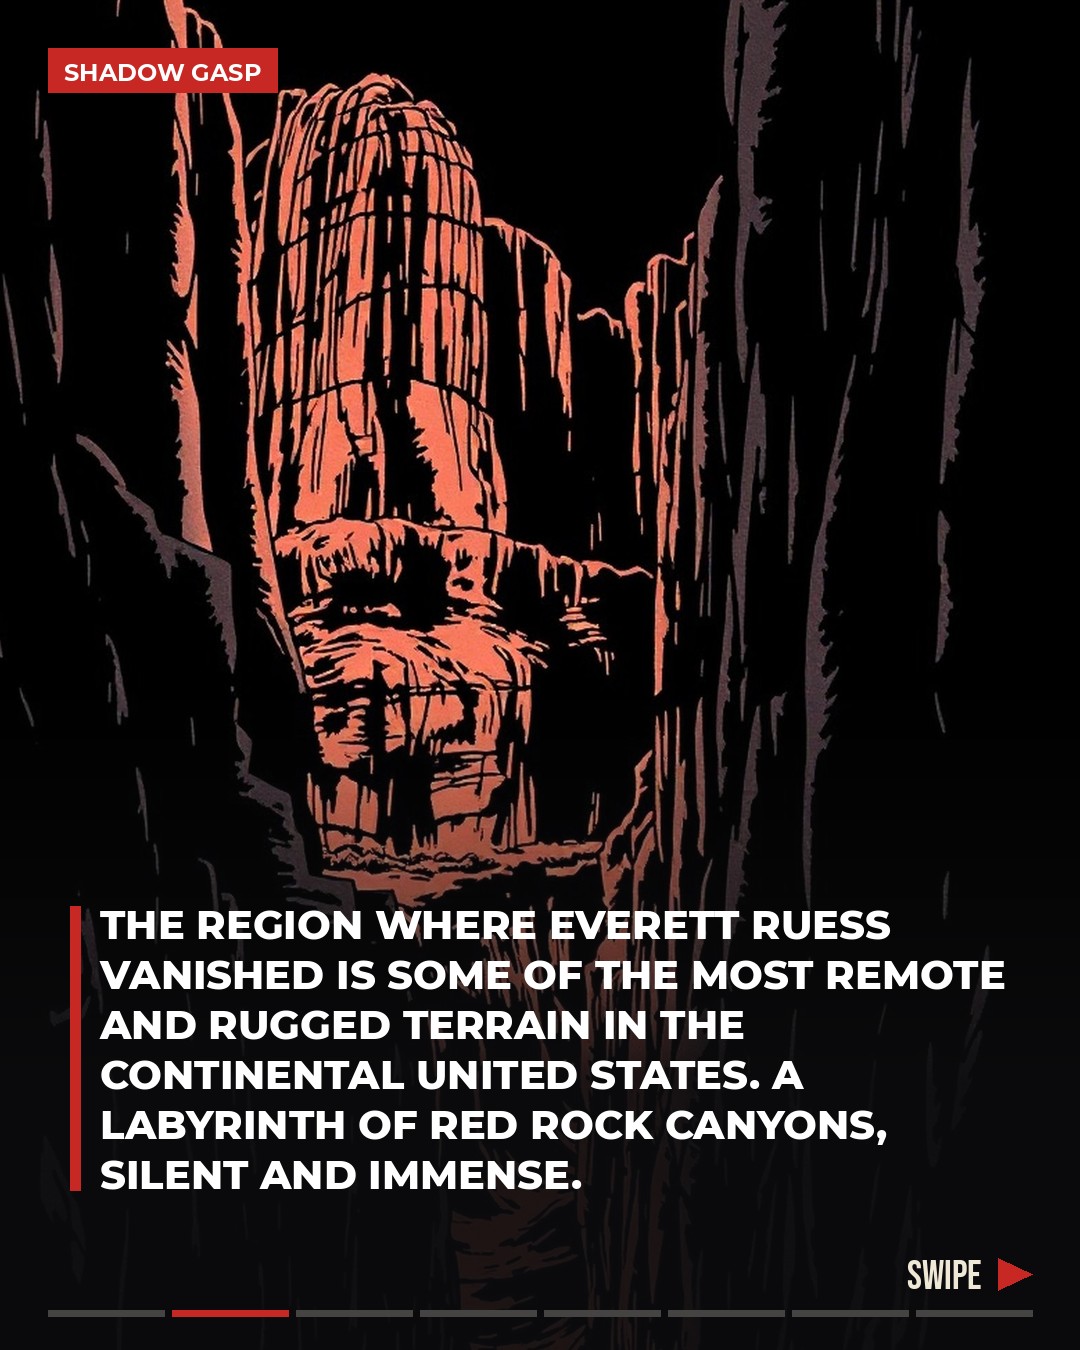 SHADOW GASP
THE REGION WHERE EVERETT RUESS
VANISHED IS SOME OF THE MOST REMOTE
AND RUGGED TERRAIN IN THE
CONTINENTAL UNITED STATES. A
LABYRINTH OF RED ROCK CANYONS,
SILENT AND IMMENSE.
SWIPE